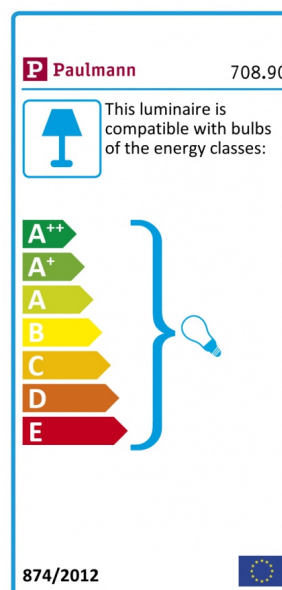 P Paulmann
708.90
This luminaire is
compatible with bulbs
of the energy classes:
A++
A+
A
B
C
D
E
874/2012